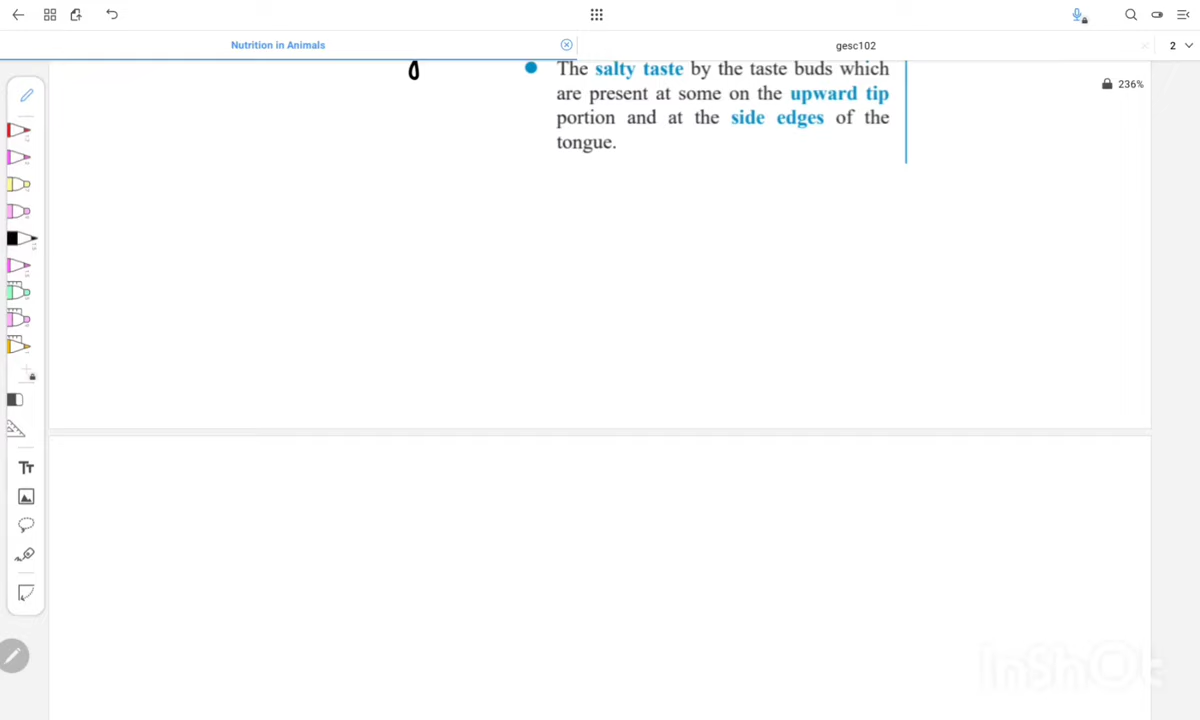 Nutrition in Animals
gesc102
2
236%
The salty taste by the taste buds which
are present at some on the upward tip
portion and at the side edges of the
tongue.
TT
InShOt